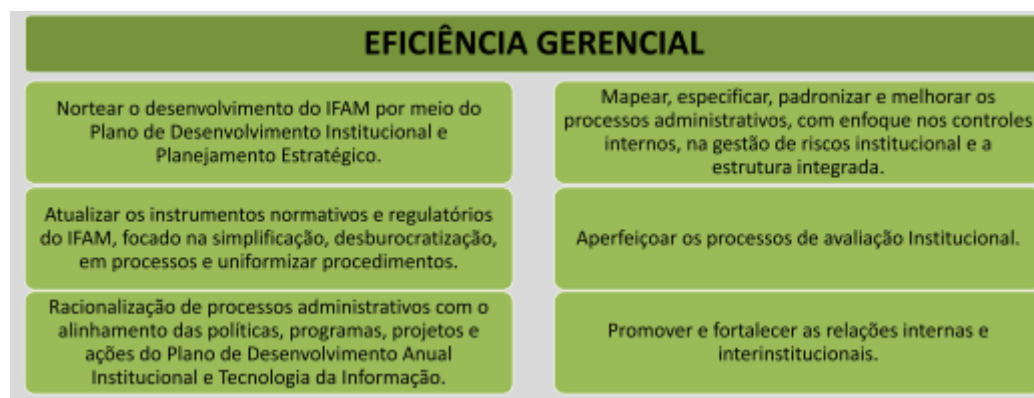 EFICIÊNCIA GERENCIAL
Nortear o desenvolvimento do IFAM por meio do
Plano de Desenvolvimento Institucional e
Planejamento Estratégico.
Mapear, especificar, padronizar e melhorar os
processos administrativos, com enfoque nos controles
internos, na gestão de riscos institucional e a
estrutura integrada.
Atualizar os instrumentos normativos e regulatórios
do IFAM, focado na simplificação, desburocratização,
em processos e uniformizar procedimentos.
Aperfeiçoar os processos de avaliação Institucional.
Racionalização de processos administrativos com o
alinhamento das políticas, programas, projetos e
ações do Plano de Desenvolvimento Anual
Institucional e Tecnologia da Informação.
Promover e fortalecer as relações internas e
interinstitucionais.